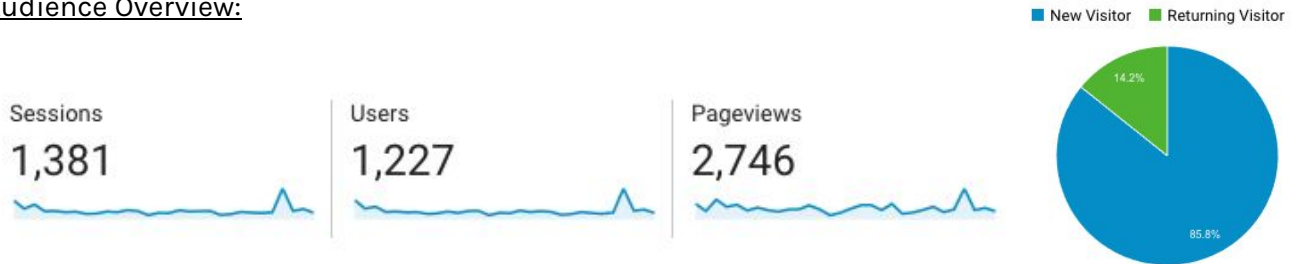 udience Overview:
New Visitor Returning Visitor
14.2%
Sessions Users Pageviews
1,381 1,227 2,746
85.8%